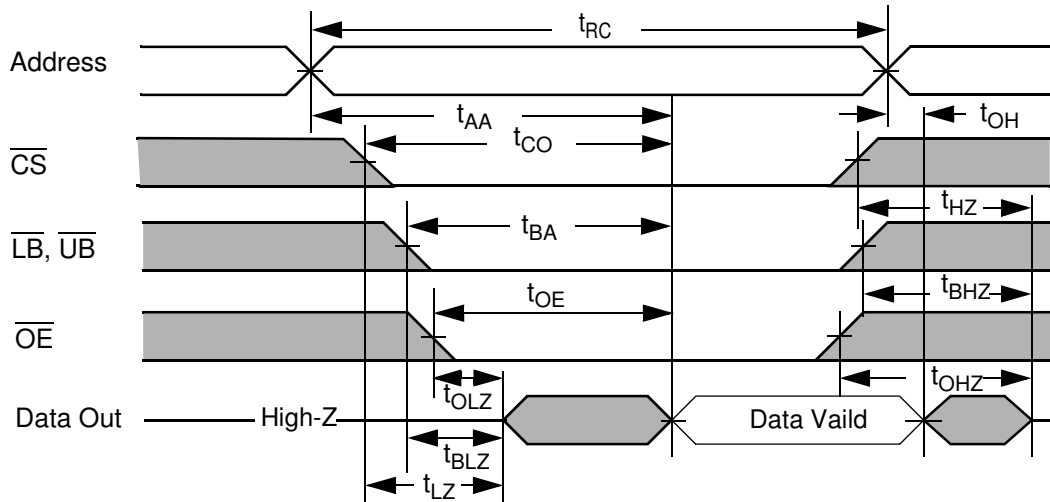 tRC
Address
tAA
tOH
tCO
CS
tHZ
LB, UB
tBA
tBHZ
tOE
OE
tOLZ
tOHZ
Data Out
High-Z
Data Vaild
tBLZ
tLZ